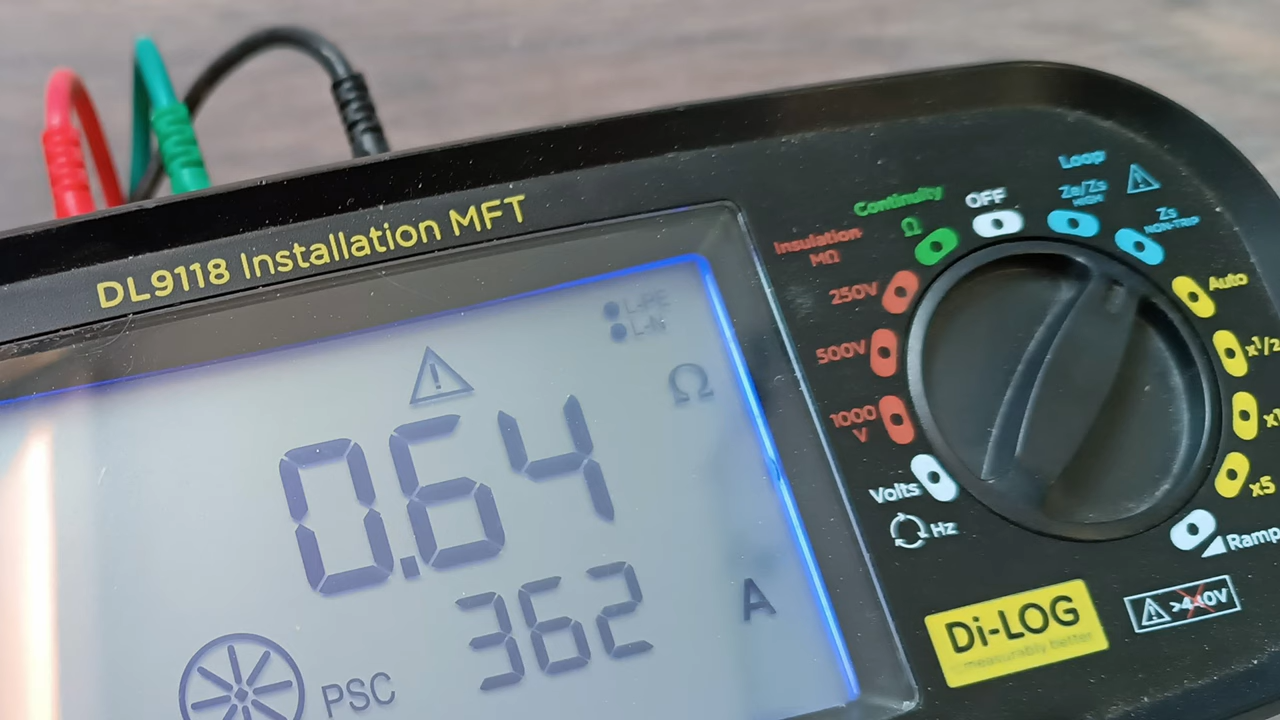 DL9118 Installation MFT
L-PE
L-N
Ω
0.64
362
A
PSC
Continuity
Ω
OFF
Loop
Ze/Zs
HIGH
Zs
NON-TRIP
Insulation
MΩ
250V
500V
1000
V
Volts
Hz
Auto
x1/2
x1
x5
Ramp
Di-LOG
measurably better
>440V